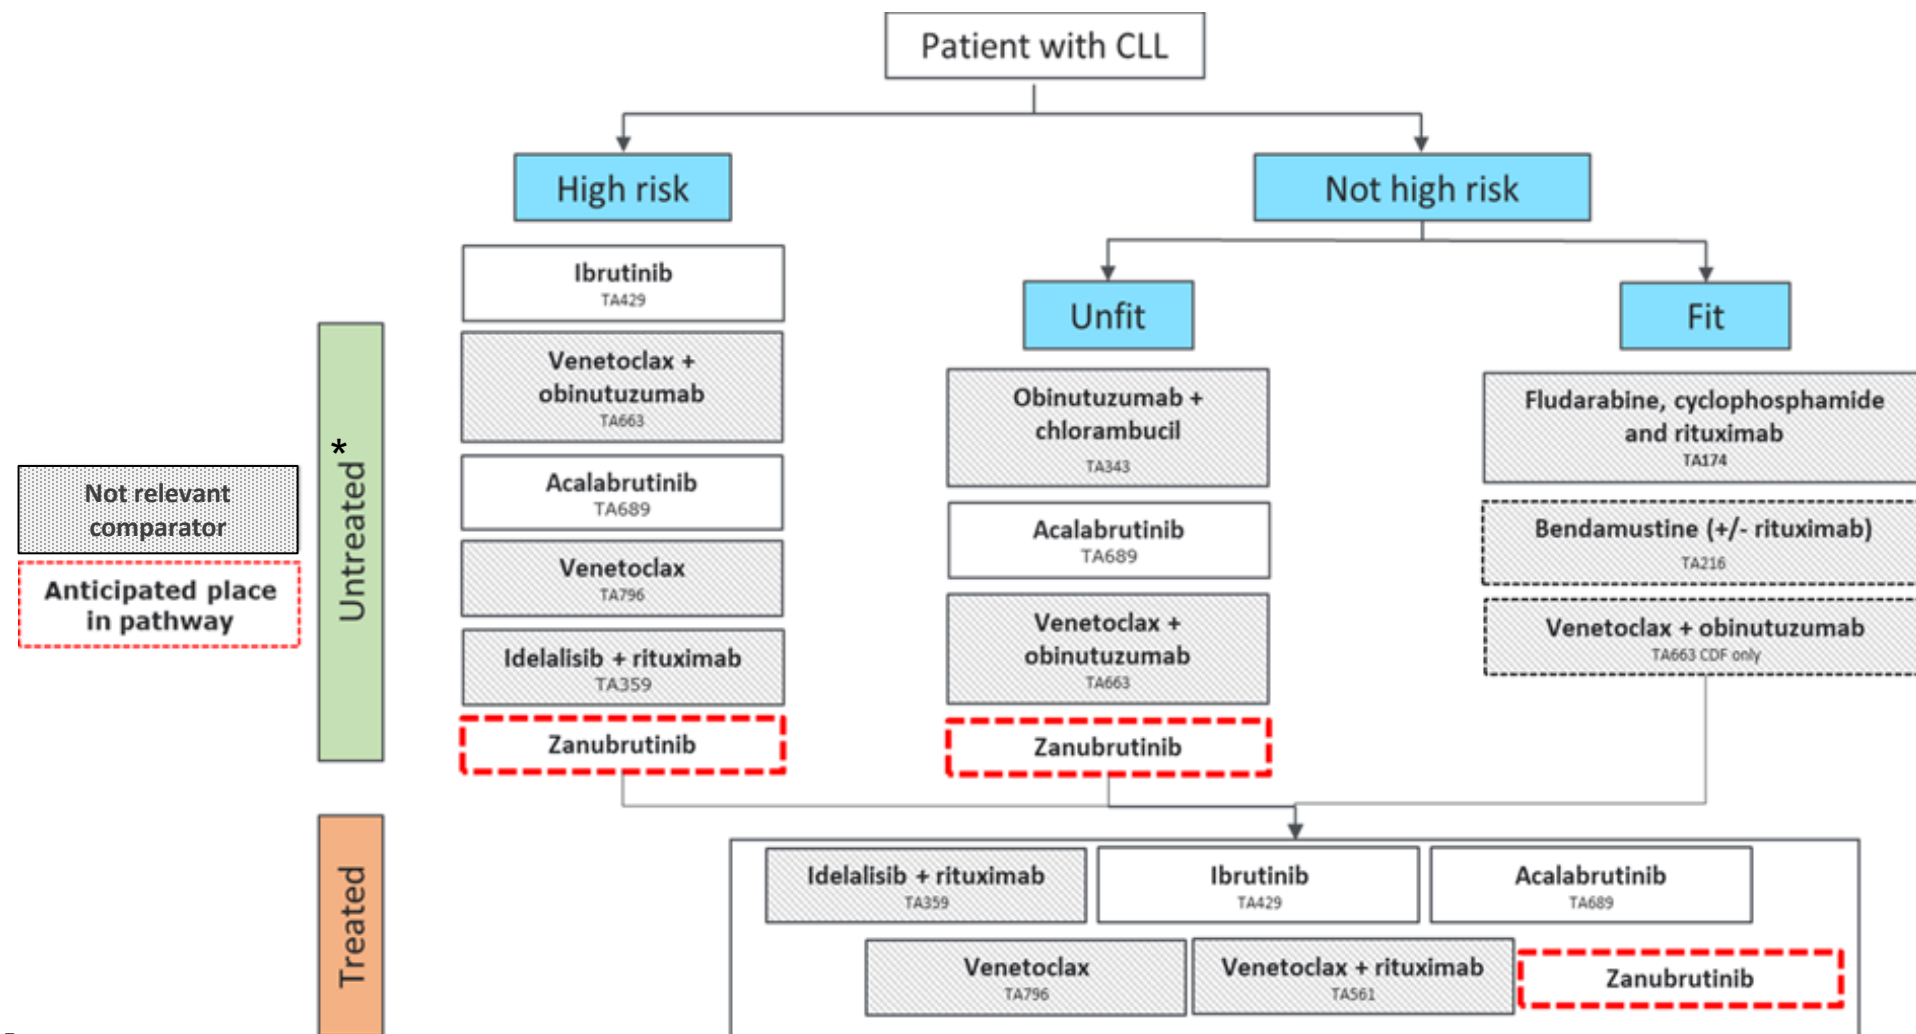 Patient with CLL
High risk
Not high risk
Ibrutinib
TA429
Venetoclax +
obinutuzumab
TA663
Acalabrutinib
TA689
Venetoclax
TA796
Idelalisib + rituximab
TA359
Zanubrutinib
Unfit
Fit
Obinutuzumab +
chlorambucil
TA343
Acalabrutinib
TA689
Venetoclax +
obinutuzumab
TA663
Zanubrutinib
Fludarabine, cyclophosphamide
and rituximab
TA174
Bendamustine (+/- rituximab)
TA216
Venetoclax + obinutuzumab
TA663 CDF only
Not relevant
comparator
Anticipated place
in pathway
Untreated*
Treated
Idelalisib + rituximab
TA359
Ibrutinib
TA429
Acalabrutinib
TA689
Venetoclax
TA796
Venetoclax + rituximab
TA561
Zanubrutinib